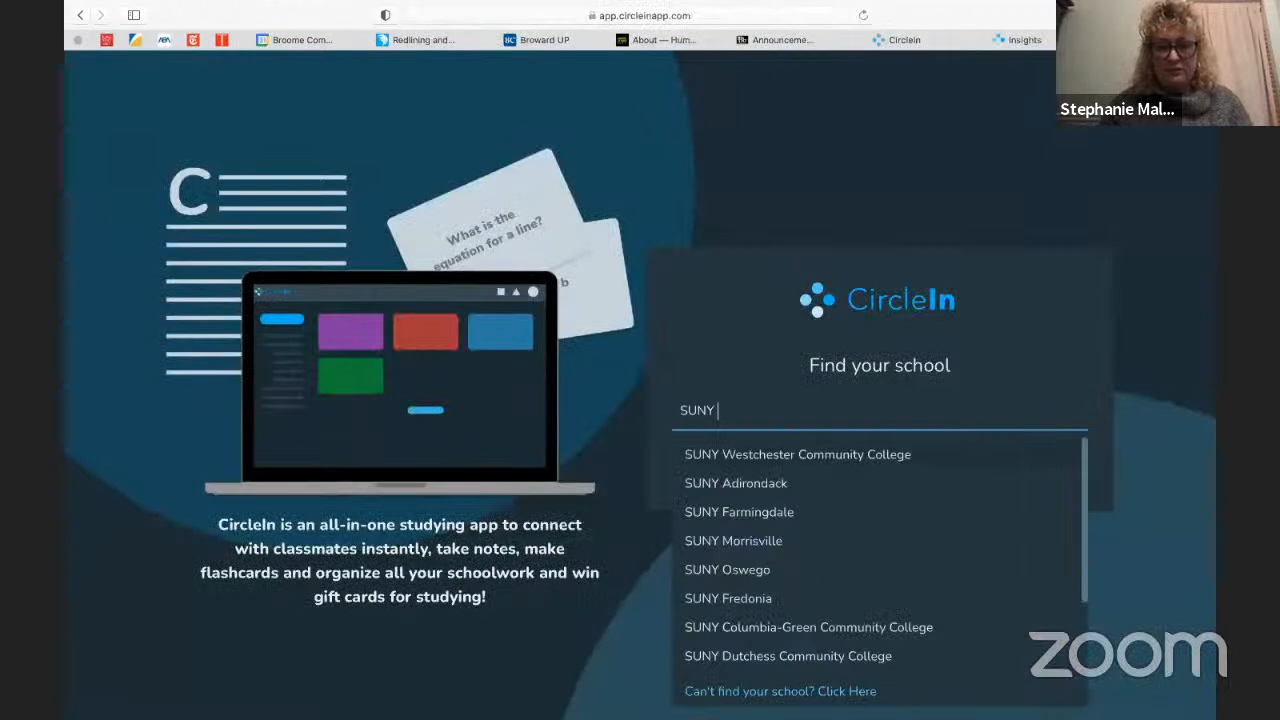 app.circleinapp.com
Broome Com...
Redlining and...
Broward UP
About — Hum...
Announceme...
CircleIn
Insights
Stephanie Mal...
C
What is the
equation for a line?
b
CircleIn
CircleIn
Find your school
SUNY
SUNY Westchester Community College
SUNY Adirondack
SUNY Farmingdale
SUNY Morrisville
SUNY Oswego
SUNY Fredonia
SUNY Columbia-Green Community College
SUNY Dutchess Community College
Can't find your school? Click Here
CircleIn is an all-in-one studying app to connect
with classmates instantly, take notes, make
flashcards and organize all your schoolwork and win
gift cards for studying!
zoom